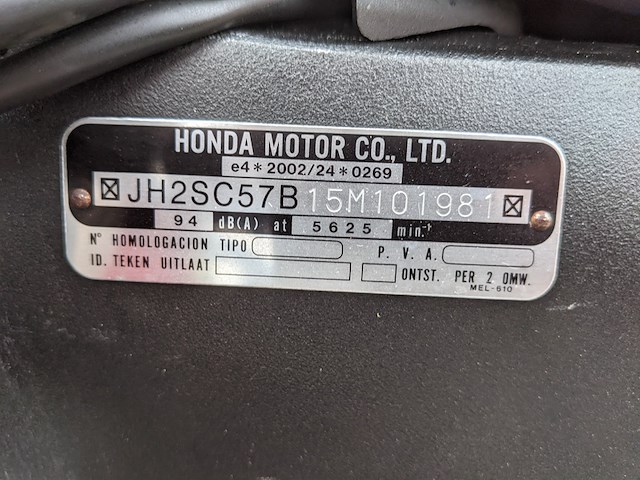 HONDA MOTOR CO., LTD.
e4*2002/24*0269
JH2SC57B15M101981
94 dB(A) at 5625 min.⁻¹
Nº HOMOLOGACION TIPO P. V. A.
ID. TEKEN UITLAAT ONTST. PER 2 OMW.
MEL-610